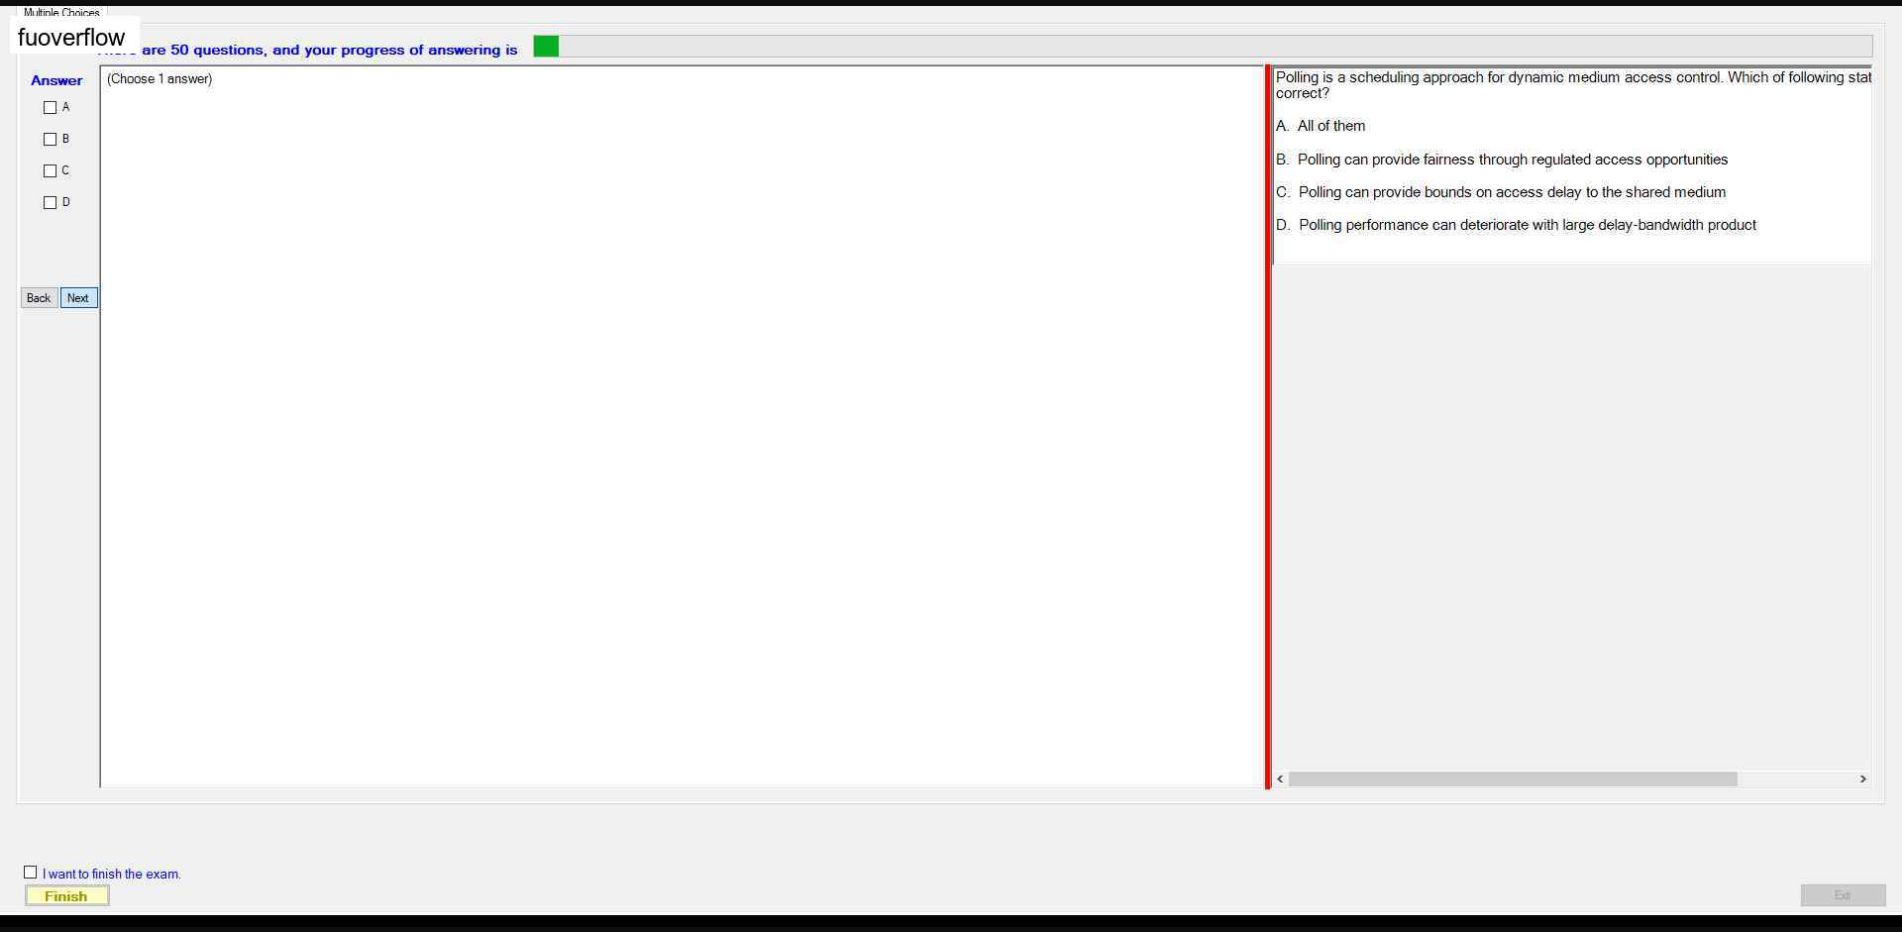 Multiple Choices
fuoverflow
are 50 questions, and your progress of answering is
Answer
(Choose 1 answer)
A
B
C
D
Back
Next
Polling is a scheduling approach for dynamic medium access control. Which of following stat
correct?
A. All of them
B. Polling can provide fairness through regulated access opportunities
C. Polling can provide bounds on access delay to the shared medium
D. Polling performance can deteriorate with large delay-bandwidth product
I want to finish the exam.
Finish
Exit